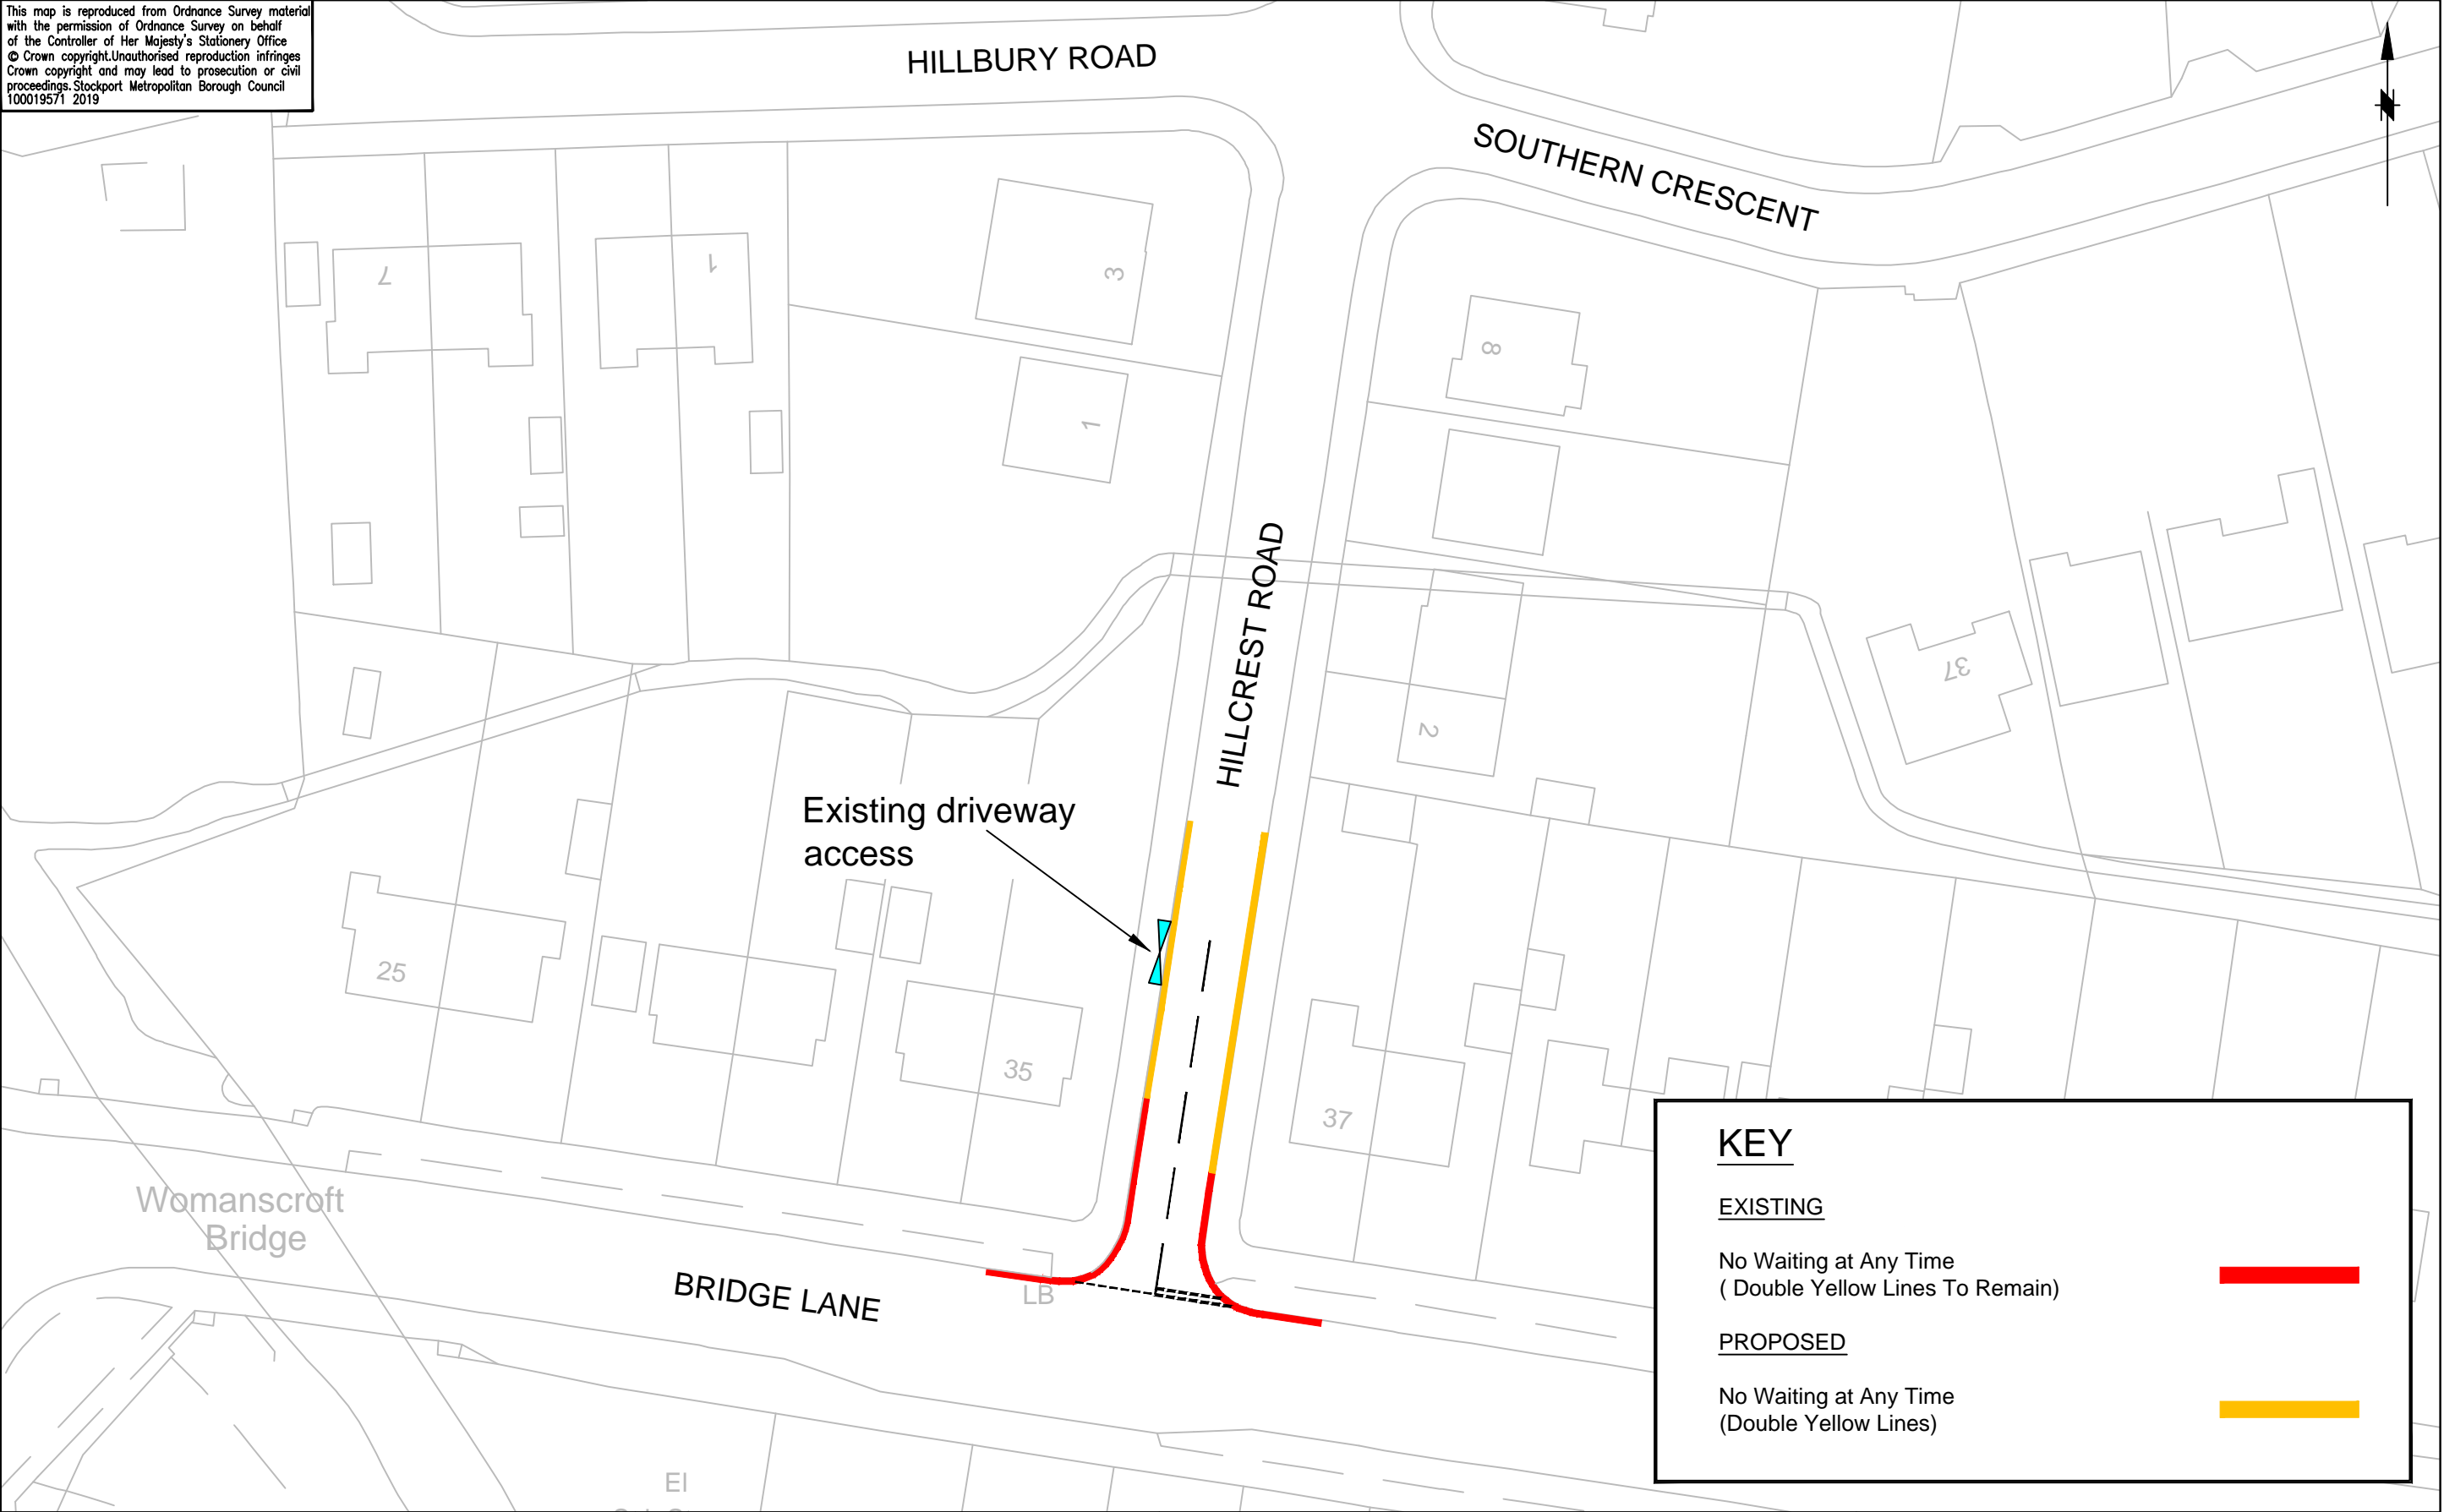 This map is reproduced from Ordnance Survey material
with the permission of Ordnance Survey on behalf
of the Controller of Her Majesty's Stationery Office
© Crown copyright.Unauthorised reproduction infringes
Crown copyright and may lead to prosecution or civil
proceedings. Stockport Metropolitan Borough Council
100019571 2019
HILLBURY ROAD
SOUTHERN CRESCENT
N
7
1
3
8
1
HILLCREST ROAD
37
2
Existing driveway
access
25
35
37
Womanscroft
Bridge
BRIDGE LANE
LB
El
KEY
EXISTING
No Waiting at Any Time
( Double Yellow Lines To Remain)
PROPOSED
No Waiting at Any Time
(Double Yellow Lines)